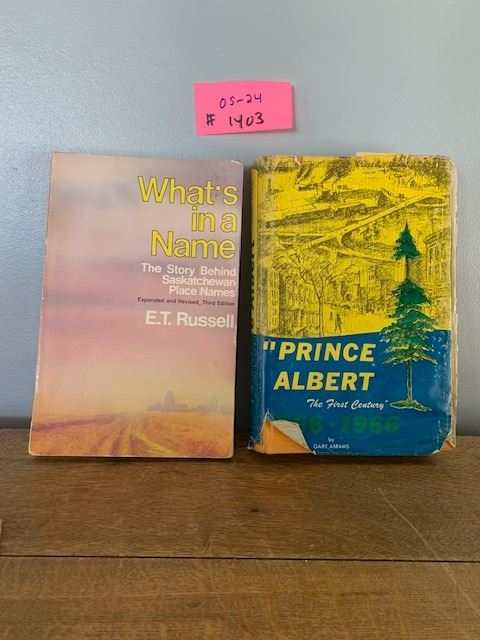 OS-24
# 1403
What's
in a
Name
The Story Behind
Saskatchewan
Place Names
Expanded and Revised, Third Edition
E.T. Russell
"PRINCE
ALBERT
The First Century"
1966
by
GARY ABRAMS